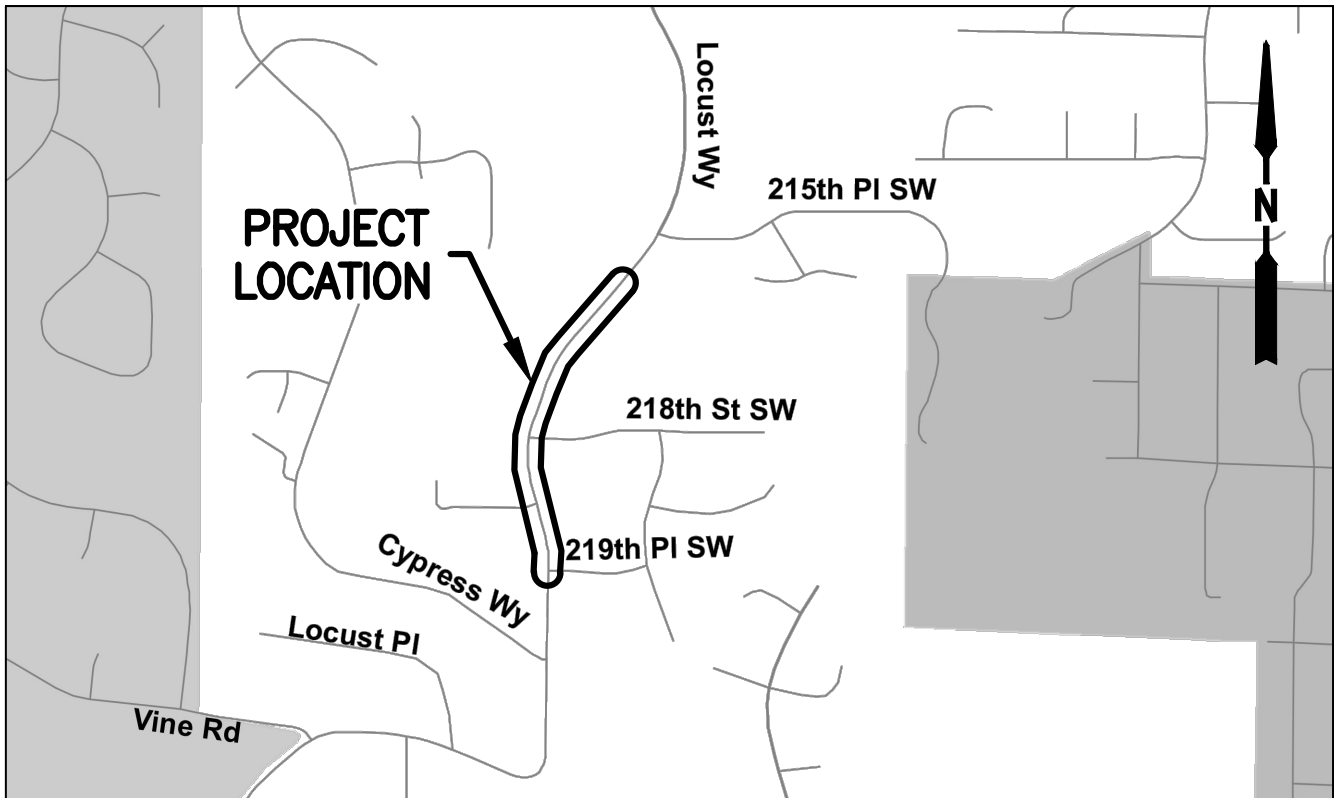 Locust Wy
215th Pl SW
N
PROJECT
LOCATION
218th St SW
219th Pl SW
Cypress Wy
Locust Pl
Vine Rd